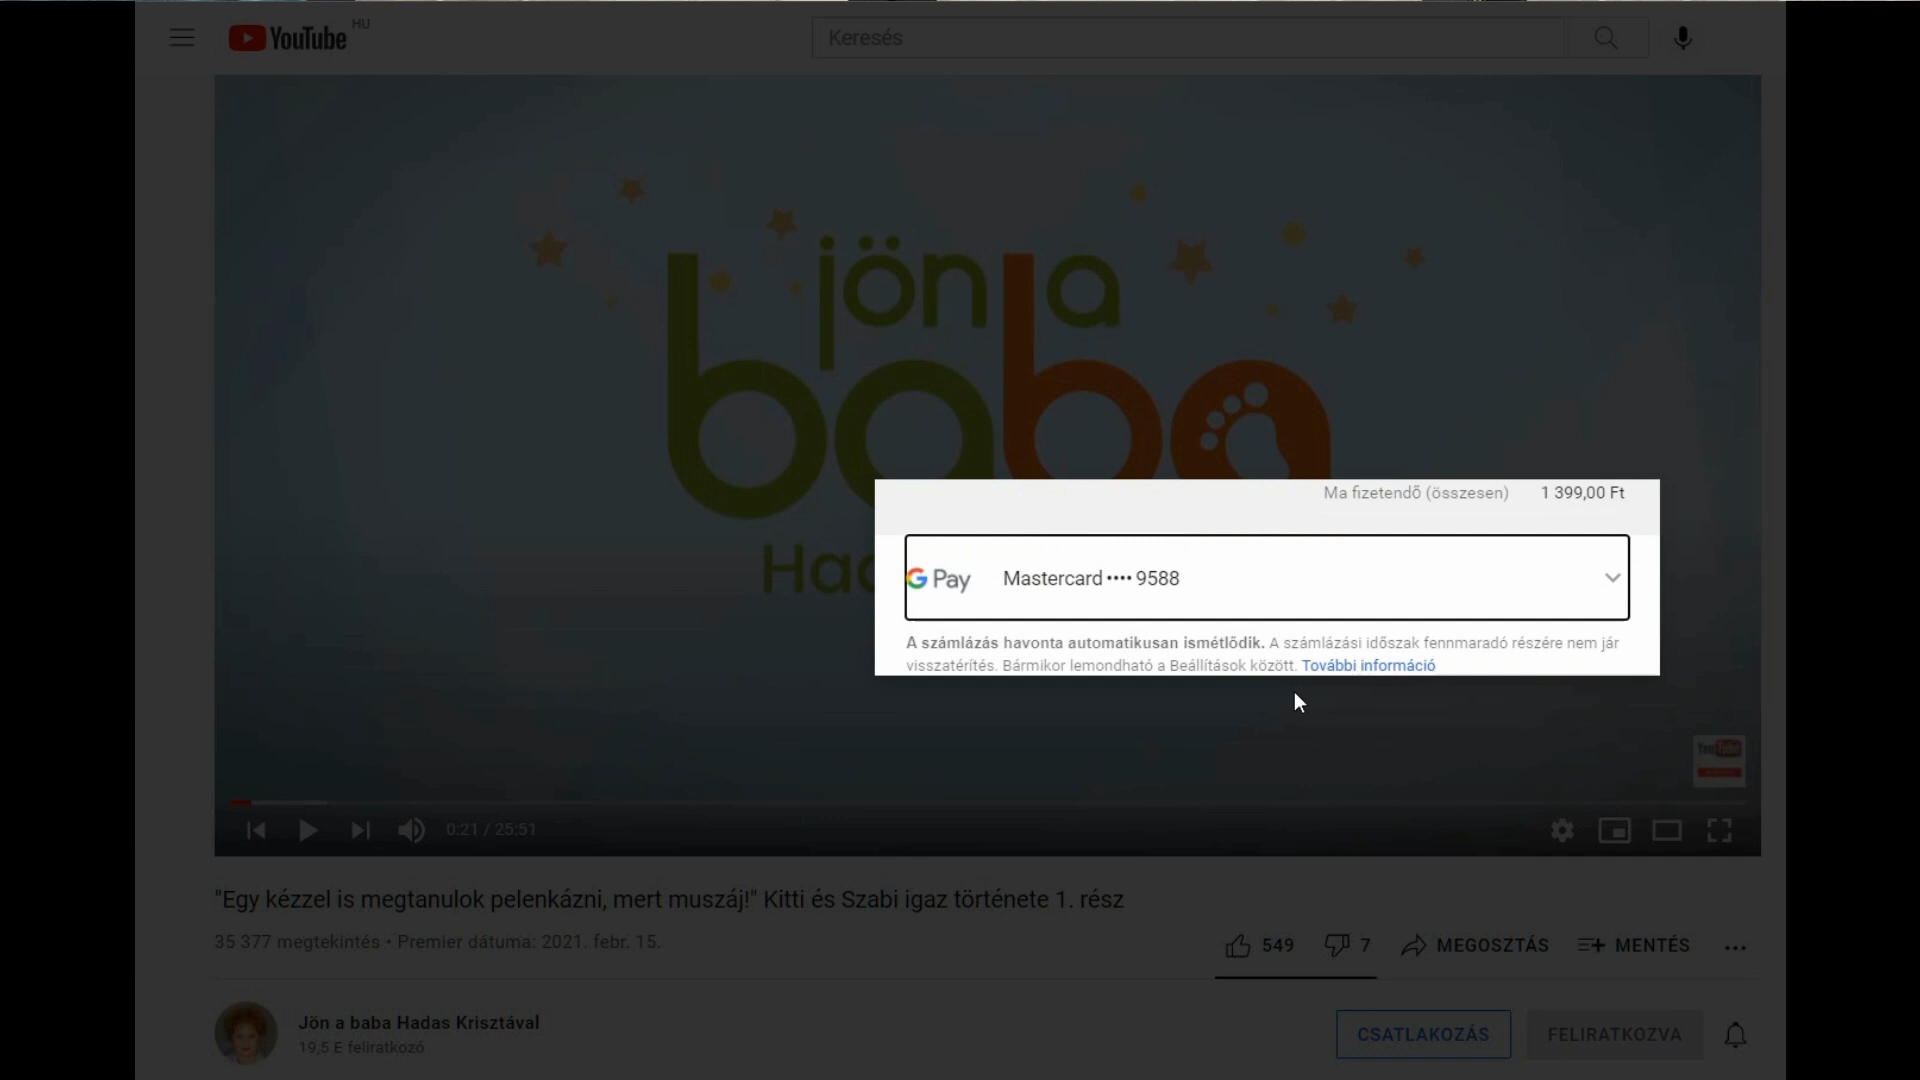 YouTube HU
Keresés
jön a
baba
Ma fizetendő (összesen) 1 399,00 Ft
G Pay Mastercard •••• 9588
A számlázás havonta automatikusan ismétlődik. A számlázási időszak fennmaradó részére nem jár
visszatérítés. Bármikor lemondható a Beállítások között. További információ
YouTube
0:21 / 25:51
"Egy kézzel is megtanulok pelenkázni, mert muszáj!" Kitti és Szabi igaz története 1. rész
35 377 megtekintés • Premier dátuma: 2021. febr. 15.
549 7 MEGOSZTÁS MENTÉS
Jön a baba Hadas Krisztával
19,5 E feliratkozó
CSATLAKOZÁS FELIRATKOZVA